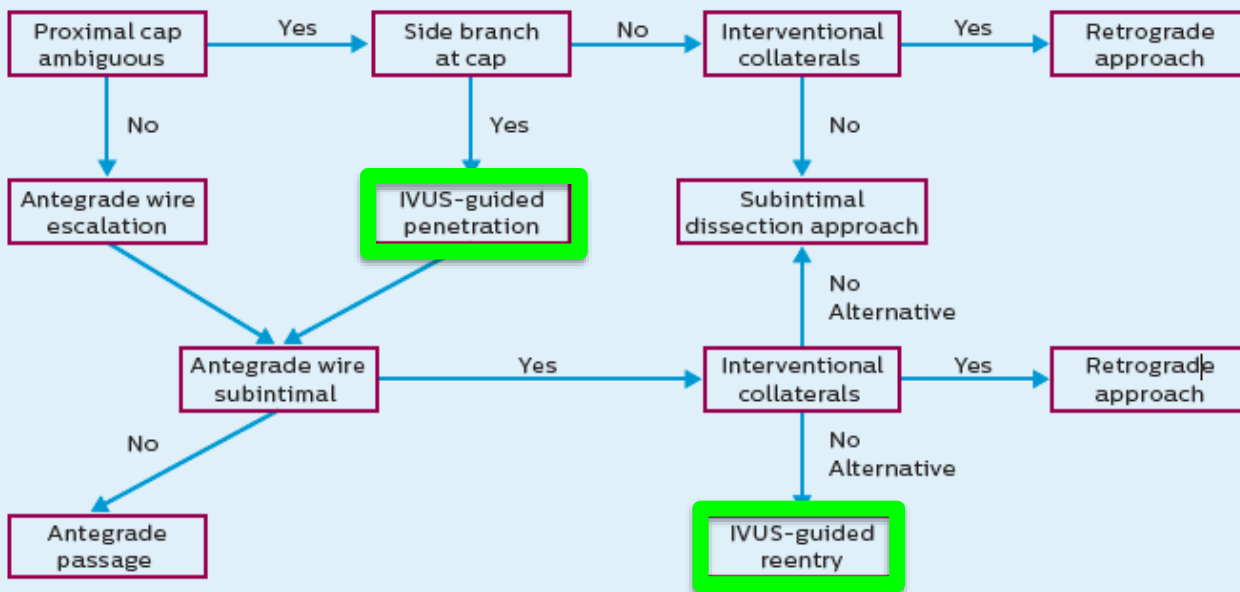 Proximal cap
ambiguous
Yes
Side branch
at cap
No
Interventional
collaterals
Yes
Retrograde
approach
No
Yes
No
Antegrade wire
escalation
IVUS-guided
penetration
Subintimal
dissection approach
No
Alternative
Antegrade wire
subintimal
Yes
Interventional
collaterals
Yes
Retrograde
approach
No
No
Alternative
Antegrade
passage
IVUS-guided
reentry